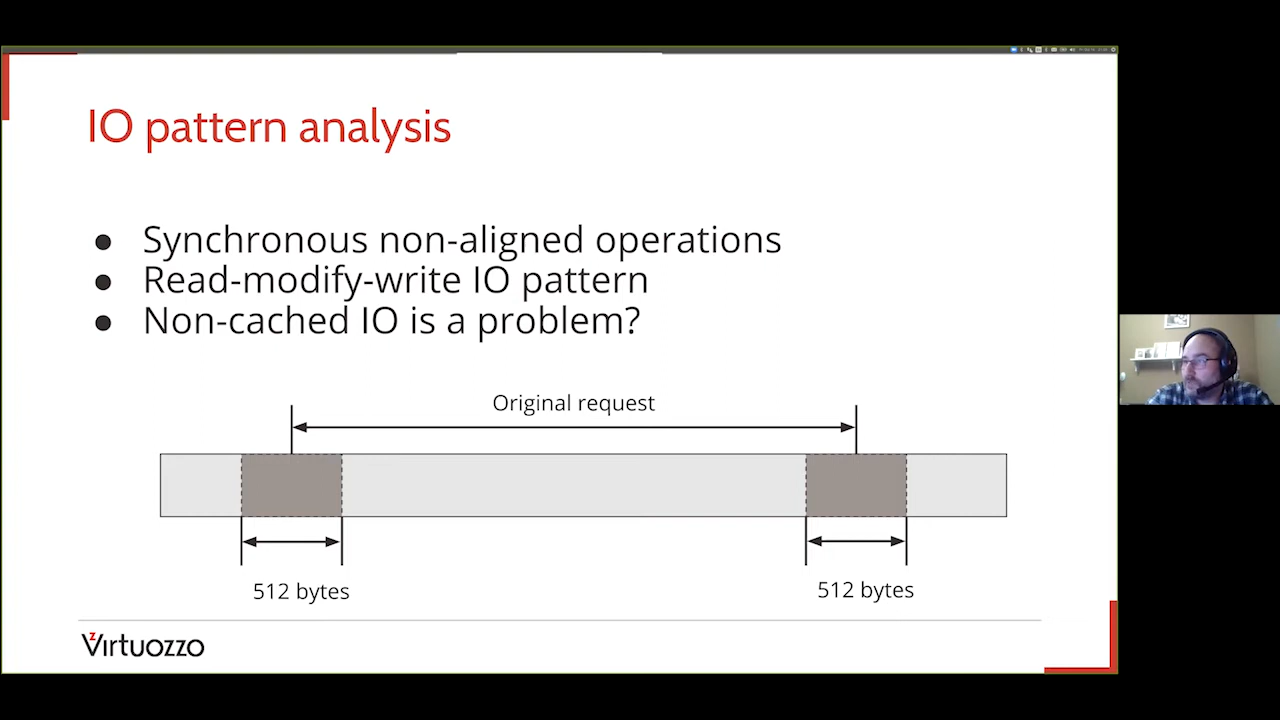 IO pattern analysis
● Synchronous non-aligned operations
● Read-modify-write IO pattern
● Non-cached IO is a problem?
Original request
512 bytes
512 bytes
Virtuozzo